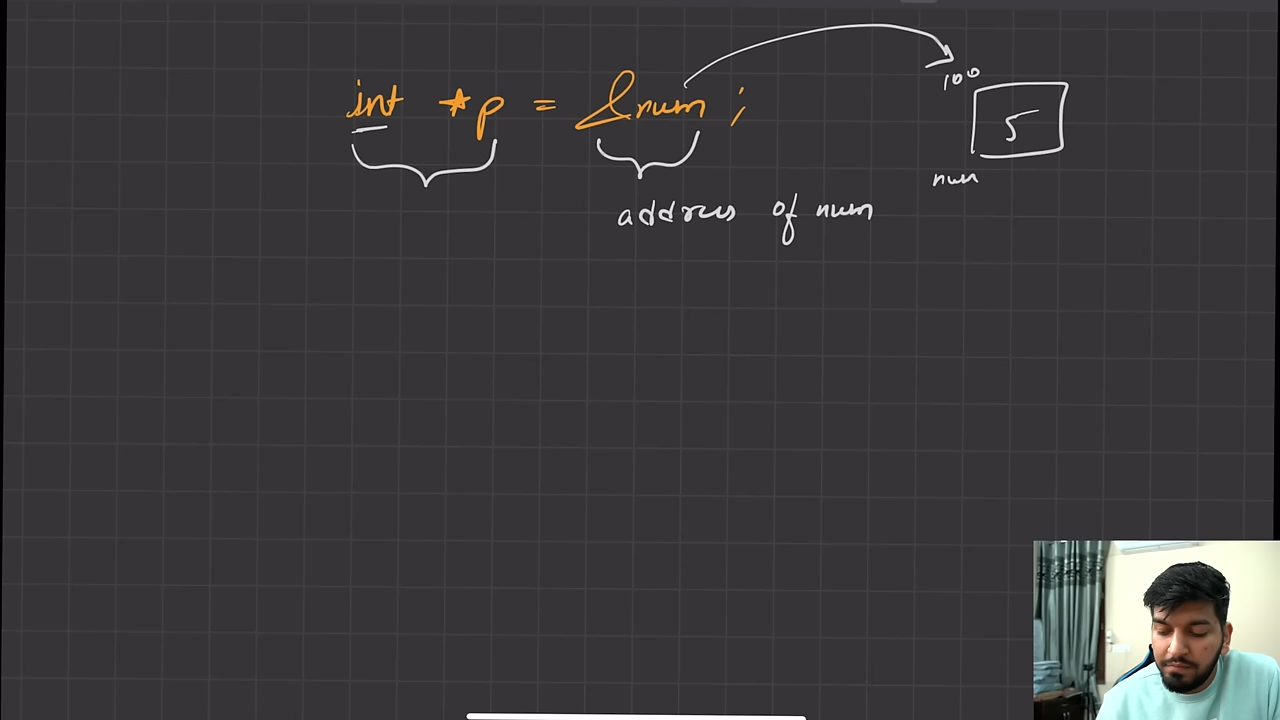 int *p = &num;
100
5
num
address of num